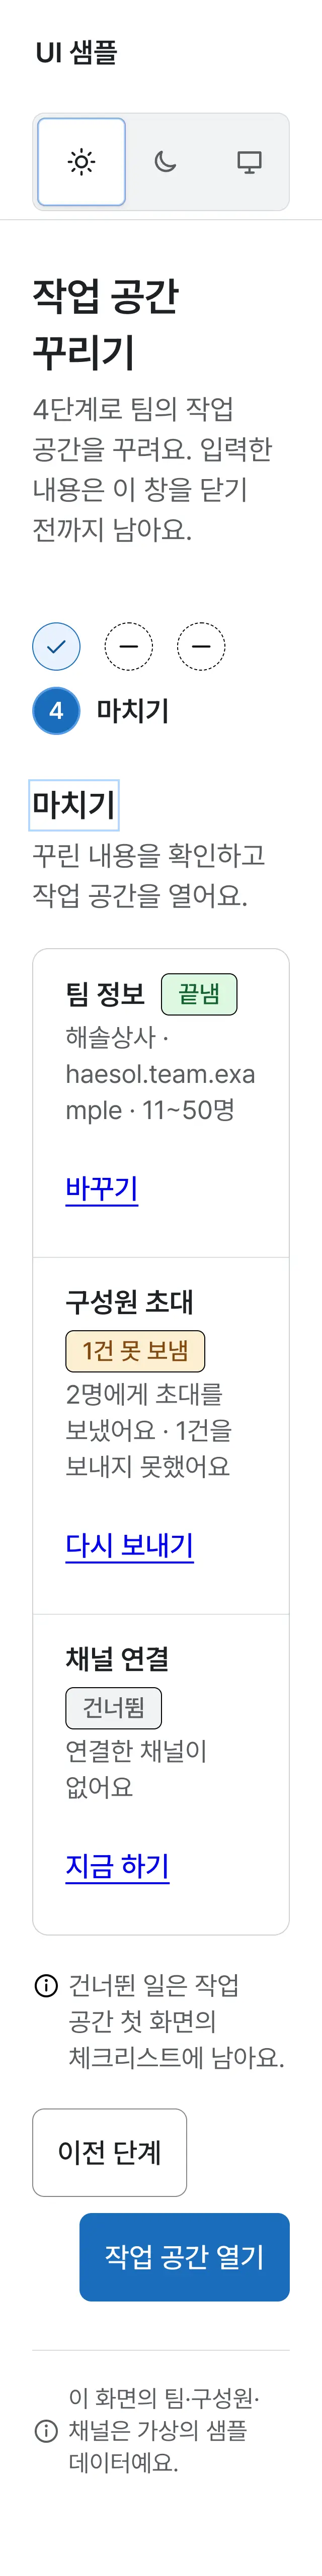 UI 샘플
작업 공간
꾸리기
4단계로 팀의 작업
공간을 꾸려요. 입력한
내용은 이 창을 닫기
전까지 남아요.
4 마치기
마치기
꾸린 내용을 확인하고
작업 공간을 열어요.
팀 정보 끝냄
해솔상사 ·
haesol.team.exa
mple · 11~50명
바꾸기
구성원 초대
1건 못 보냄
2명에게 초대를
보냈어요 · 1건을
보내지 못했어요
다시 보내기
채널 연결
건너뜀
연결한 채널이
없어요
지금 하기
건너뛴 일은 작업
공간 첫 화면의
체크리스트에 남아요.
이전 단계
작업 공간 열기
이 화면의 팀·구성원·
채널은 가상의 샘플
데이터예요.